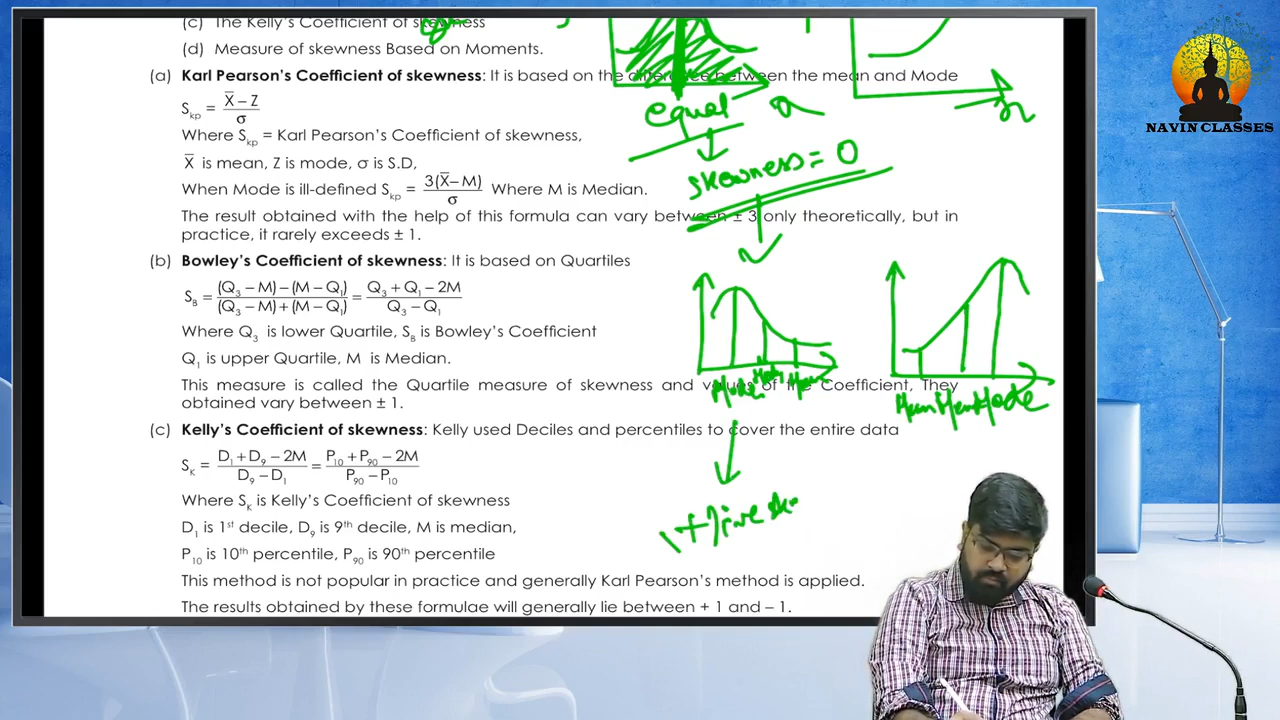 (c) The Kelly's Coefficient of skewness
(d) Measure of skewness Based on Moments.
(a) Karl Pearson's Coefficient of skewness: It is based on the difference between the mean and Mode
S_kp = (X̅ – Z)/σ
Where S_kp = Karl Pearson's Coefficient of skewness,
X̅ is mean, Z is mode, σ is S.D,
When Mode is ill-defined S_kp = 3(X̅ – M)/σ Where M is Median.
The result obtained with the help of this formula can vary between ± 3 only theoretically, but in
practice, it rarely exceeds ± 1.
(b) Bowley's Coefficient of skewness: It is based on Quartiles
S_B = ((Q₃ – M) – (M – Q₁))/((Q₃ – M) + (M – Q₁)) = (Q₃ + Q₁ – 2M)/(Q₃ – Q₁)
Where Q₃ is lower Quartile, S_B is Bowley's Coefficient
Q₁ is upper Quartile, M is Median.
This measure is called the Quartile measure of skewness and values of the Coefficient, They
obtained vary between ± 1.
(c) Kelly's Coefficient of skewness: Kelly used Deciles and percentiles to cover the entire data
S_K = (D₁ + D₉ – 2M)/(D₉ – D₁) = (P₁₀ + P₉₀ – 2M)/(P₉₀ – P₁₀)
Where S_K is Kelly's Coefficient of skewness
D₁ is 1st decile, D₉ is 9th decile, M is median,
P₁₀ is 10th percentile, P₉₀ is 90th percentile
This method is not popular in practice and generally Karl Pearson's method is applied.
The results obtained by these formulae will generally lie between + 1 and – 1.
equal
x
skewness = 0
Mode
Mode
(+)ive sk
NAVIN CLASSES